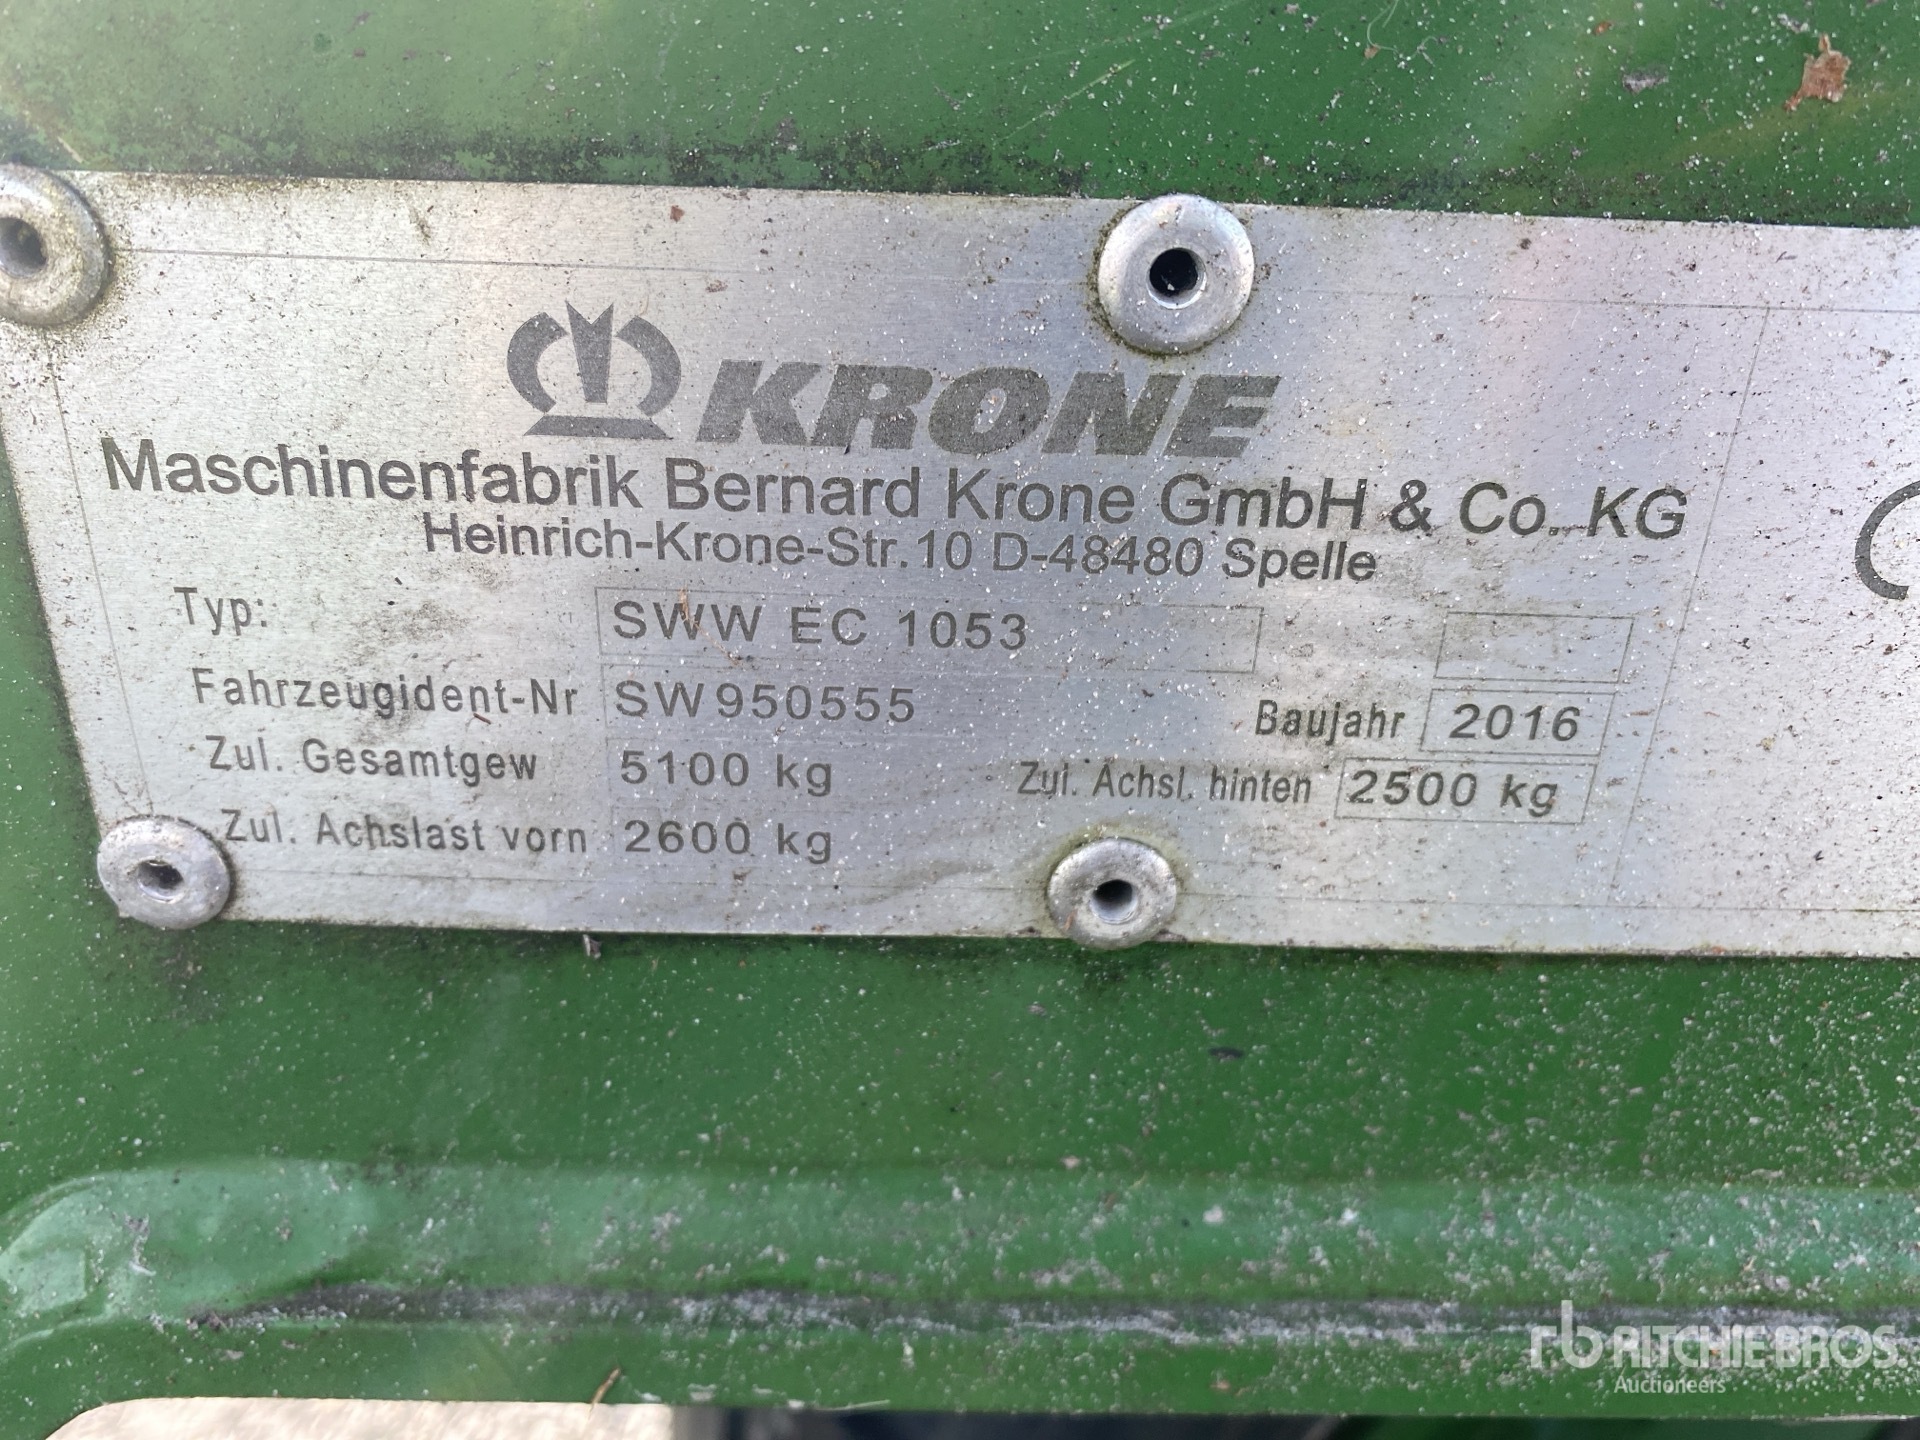 KRONE
Maschinenfabrik Bernard Krone GmbH & Co. KG
Heinrich-Krone-Str. 10 D-48480 Spelle
Typ: SWW EC 1053
Fahrzeugident-Nr SW950555 Baujahr 2016
Zul. Gesamtgew 5100 kg Zul. Achsl. hinten 2500 kg
Zul. Achslast vorn 2600 kg
rb RITCHIE BROS.
Auctioneers